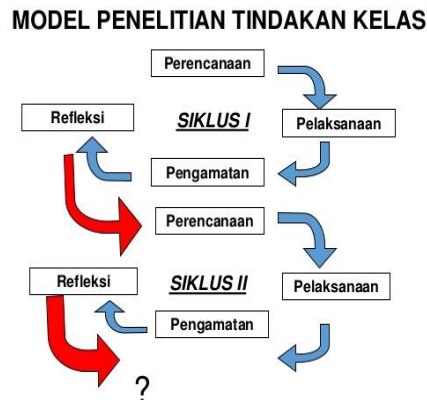 MODEL PENELITIAN TINDAKAN KELAS
Perencanaan
Refleksi
SIKLUS I
Pelaksanaan
Pengamatan
Perencanaan
Refleksi
SIKLUS II
Pelaksanaan
Pengamatan
?